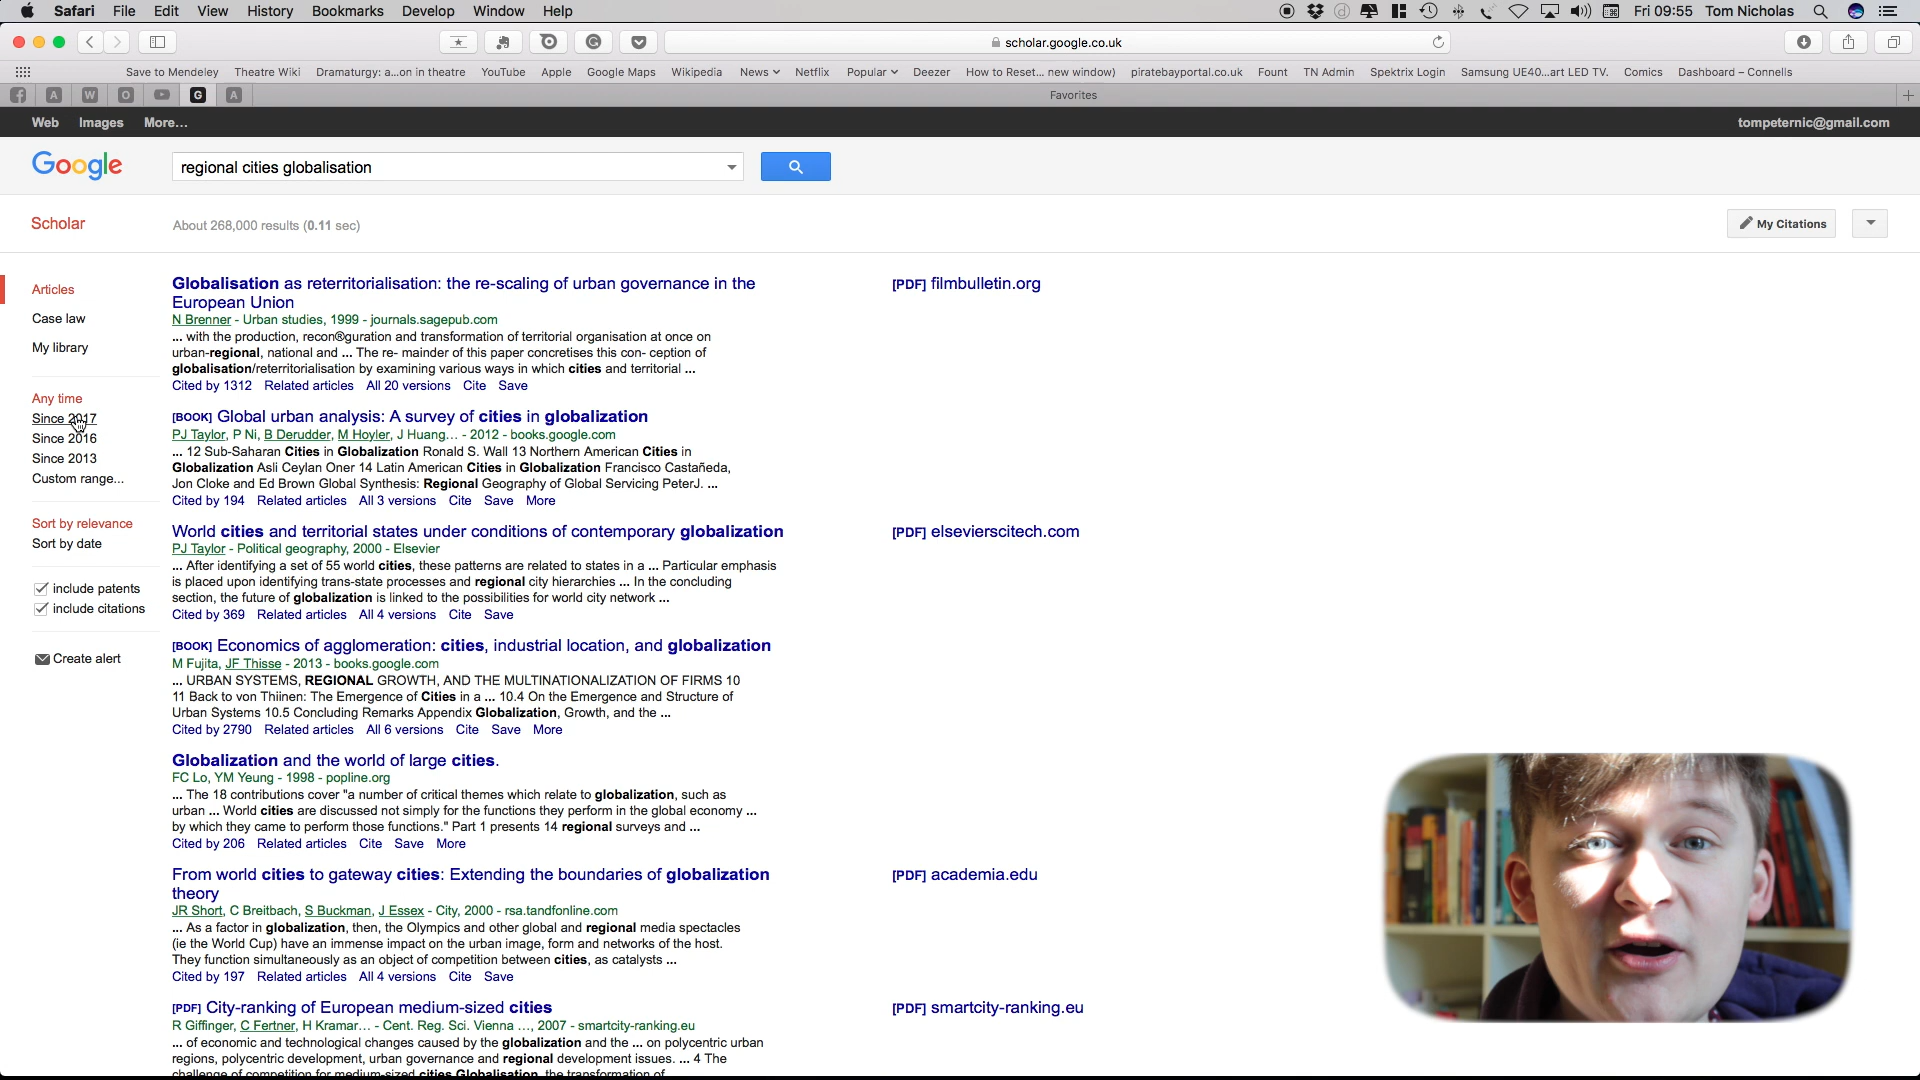 Safari File Edit View History Bookmarks Develop Window Help Fri 09:55 Tom Nicholas
scholar.google.co.uk
Save to Mendeley Theatre Wiki Dramaturgy: a...on in theatre YouTube Apple Google Maps Wikipedia News Netflix Popular Deezer How to Reset... new window) piratebayportal.co.uk Fount TN Admin Spektrix Login Samsung UE40...art LED TV. Comics Dashboard – Connells
A W O G A Favorites
Web Images More... tompeternic@gmail.com
Google regional cities globalisation
Scholar About 268,000 results (0.11 sec) My Citations
Articles
Case law
My library
Any time
Since 2017
Since 2016
Since 2013
Custom range...
Sort by relevance
Sort by date
include patents
include citations
Create alert
Globalisation as reterritorialisation: the re-scaling of urban governance in the
European Union
[PDF] filmbulletin.org
N Brenner - Urban studies, 1999 - journals.sagepub.com
... with the production, recon®guration and transformation of territorial organisation at once on
urban-regional, national and ... The re- mainder of this paper concretises this con- ception of
globalisation/reterritorialisation by examining various ways in which cities and territorial ...
Cited by 1312 Related articles All 20 versions Cite Save
[BOOK] Global urban analysis: A survey of cities in globalization
PJ Taylor, P Ni, B Derudder, M Hoyler, J Huang... - 2012 - books.google.com
... 12 Sub-Saharan Cities in Globalization Ronald S. Wall 13 Northern American Cities in
Globalization Asli Ceylan Oner 14 Latin American Cities in Globalization Francisco Castañeda,
Jon Cloke and Ed Brown Global Synthesis: Regional Geography of Global Servicing PeterJ. ...
Cited by 194 Related articles All 3 versions Cite Save More
World cities and territorial states under conditions of contemporary globalization
[PDF] elsevierscitech.com
PJ Taylor - Political geography, 2000 - Elsevier
... After identifying a set of 55 world cities, these patterns are related to states in a ... Particular emphasis
is placed upon identifying trans-state processes and regional city hierarchies ... In the concluding
section, the future of globalization is linked to the possibilities for world city network ...
Cited by 369 Related articles All 4 versions Cite Save
[BOOK] Economics of agglomeration: cities, industrial location, and globalization
M Fujita, JF Thisse - 2013 - books.google.com
... URBAN SYSTEMS, REGIONAL GROWTH, AND THE MULTINATIONALIZATION OF FIRMS 10
11 Back to von Thiinen: The Emergence of Cities in a ... 10.4 On the Emergence and Structure of
Urban Systems 10.5 Concluding Remarks Appendix Globalization, Growth, and the ...
Cited by 2790 Related articles All 6 versions Cite Save More
Globalization and the world of large cities.
FC Lo, YM Yeung - 1998 - popline.org
... The 18 contributions cover "a number of critical themes which relate to globalization, such as
urban ... World cities are discussed not simply for the functions they perform in the global economy ...
by which they came to perform those functions." Part 1 presents 14 regional surveys and ...
Cited by 206 Related articles Cite Save More
From world cities to gateway cities: Extending the boundaries of globalization
theory
[PDF] academia.edu
JR Short, C Breitbach, S Buckman, J Essex - City, 2000 - rsa.tandfonline.com
... As a factor in globalization, then, the Olympics and other global and regional media spectacles
(ie the World Cup) have an immense impact on the urban image, form and networks of the host.
They function simultaneously as an object of competition between cities, as catalysts ...
Cited by 197 Related articles All 4 versions Cite Save
[PDF] City-ranking of European medium-sized cities
[PDF] smartcity-ranking.eu
R Giffinger, C Fertner, H Kramar... - Cent. Reg. Sci. Vienna ..., 2007 - smartcity-ranking.eu
... of economic and technological changes caused by the globalization and the ... on polycentric urban
regions, polycentric development, urban governance and regional development issues. ... 4 The
challenge of competition for medium-sized cities Globalisation, the transformation of